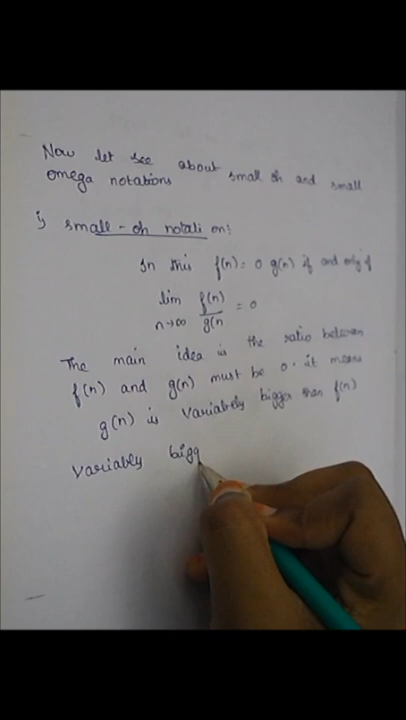 Now let see about small oh and small
omega notations
i) small-oh notation:
In this f(n) = o g(n) if and only if
lim n→∞ f(n)/g(n = 0
The main idea is the ratio between
f(n) and g(n) must be 0. it means
g(n) is variabely bigger than f(n)
variably bigg